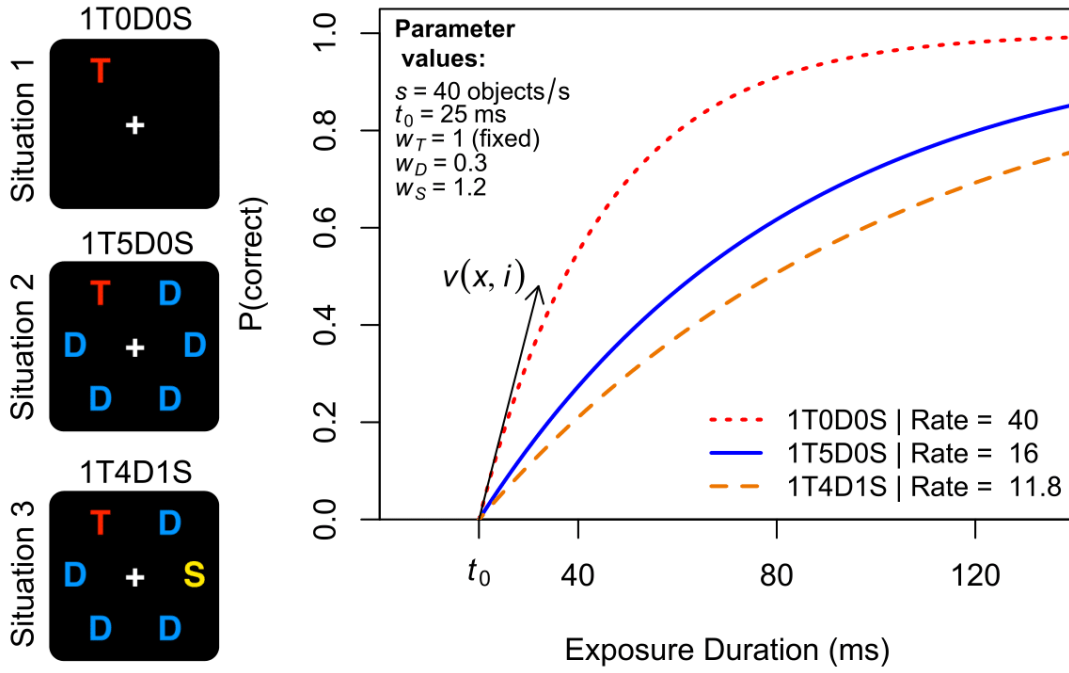 Situation 1
1T0D0S
T
+
Situation 2
1T5D0S
T D
D + D
D D
Situation 3
1T4D1S
T D
D + S
D D
P(correct)
1.0
0.8
0.6
0.4
0.2
0.0
Parameter
values:
s = 40 objects/s
t0 = 25 ms
wT = 1 (fixed)
wD = 0.3
wS = 1.2
v(x, i)
1T0D0S | Rate = 40
1T5D0S | Rate = 16
1T4D1S | Rate = 11.8
t0 40 80 120
Exposure Duration (ms)